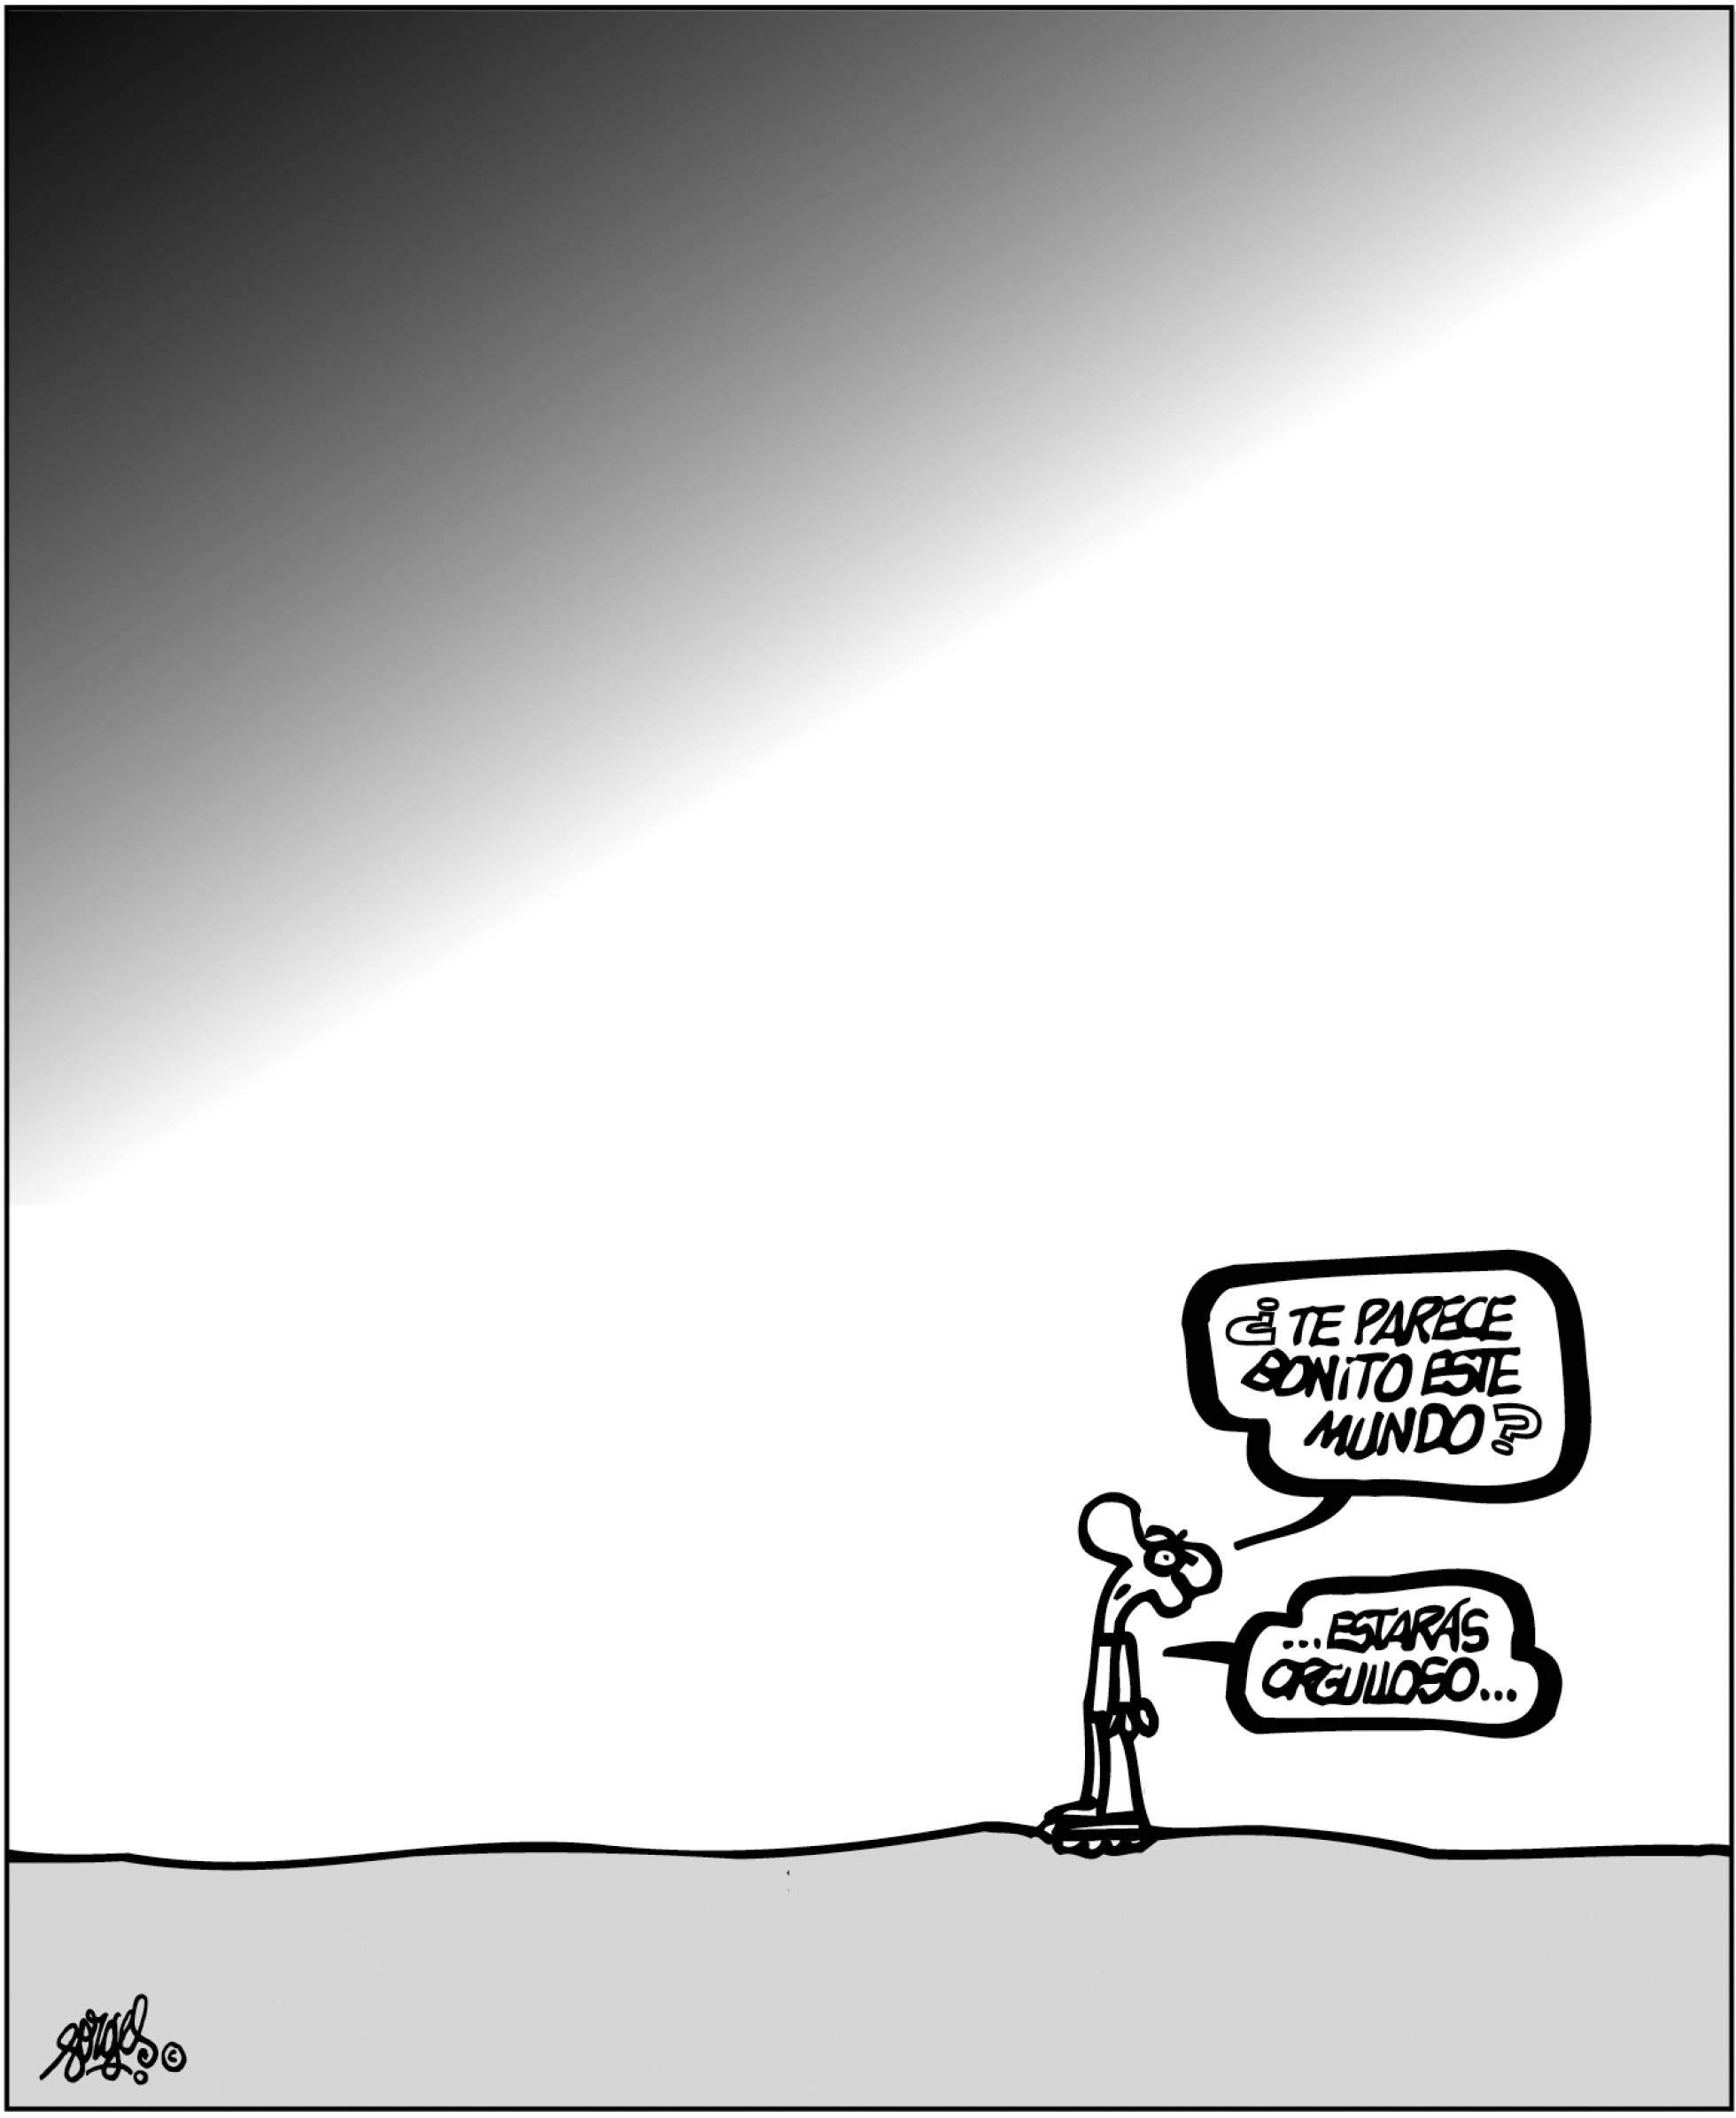 ¿TE PARECE
BONITO ESTE
MUNDO?
...ESTARÁS
ORGULLOSO...
Forges
©